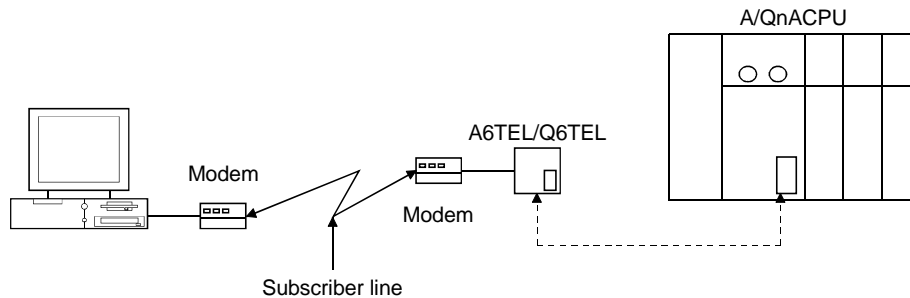 A/QnACPU
A6TEL/Q6TEL
Modem
Modem
Subscriber line